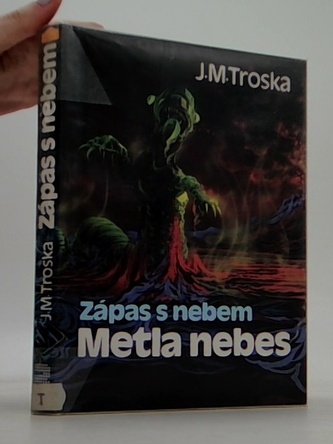 J.M.Troska
Zápas s nebem
Metla nebes
J.M.Troska Zápas s nebem
T